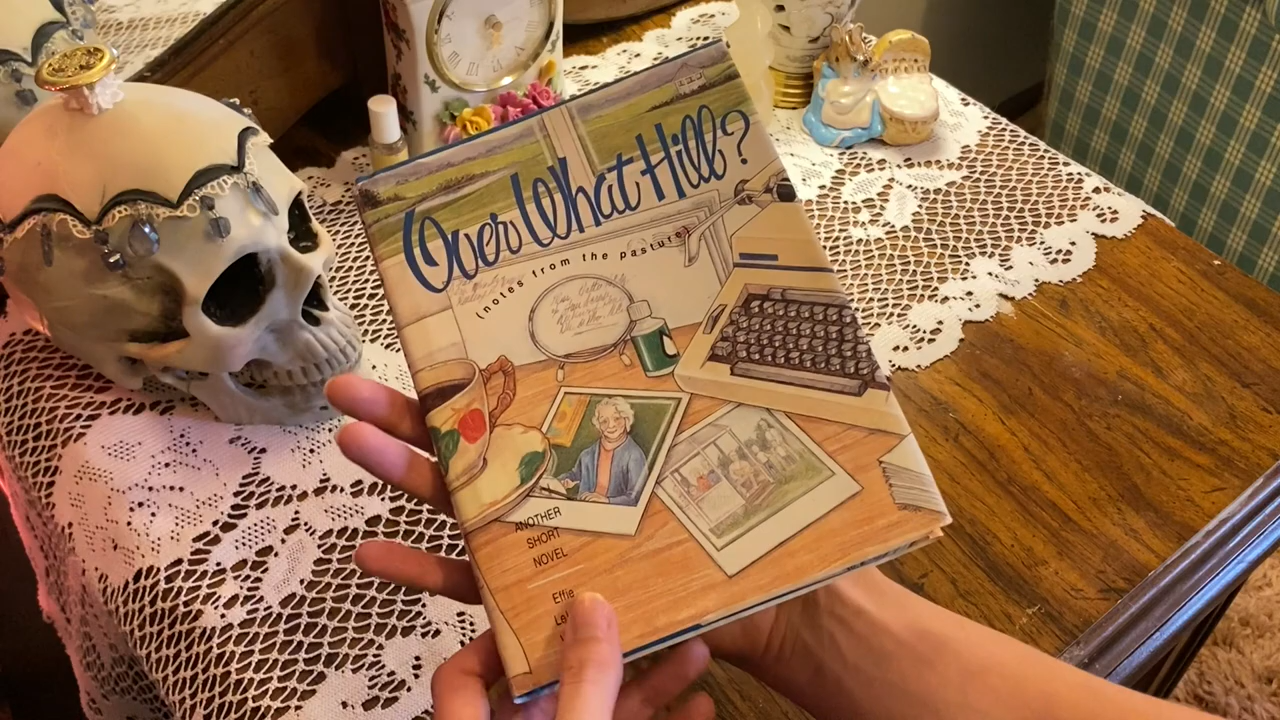 Over What Hill?
(notes from the pasture)
ANOTHER
SHORT
NOVEL
Effie